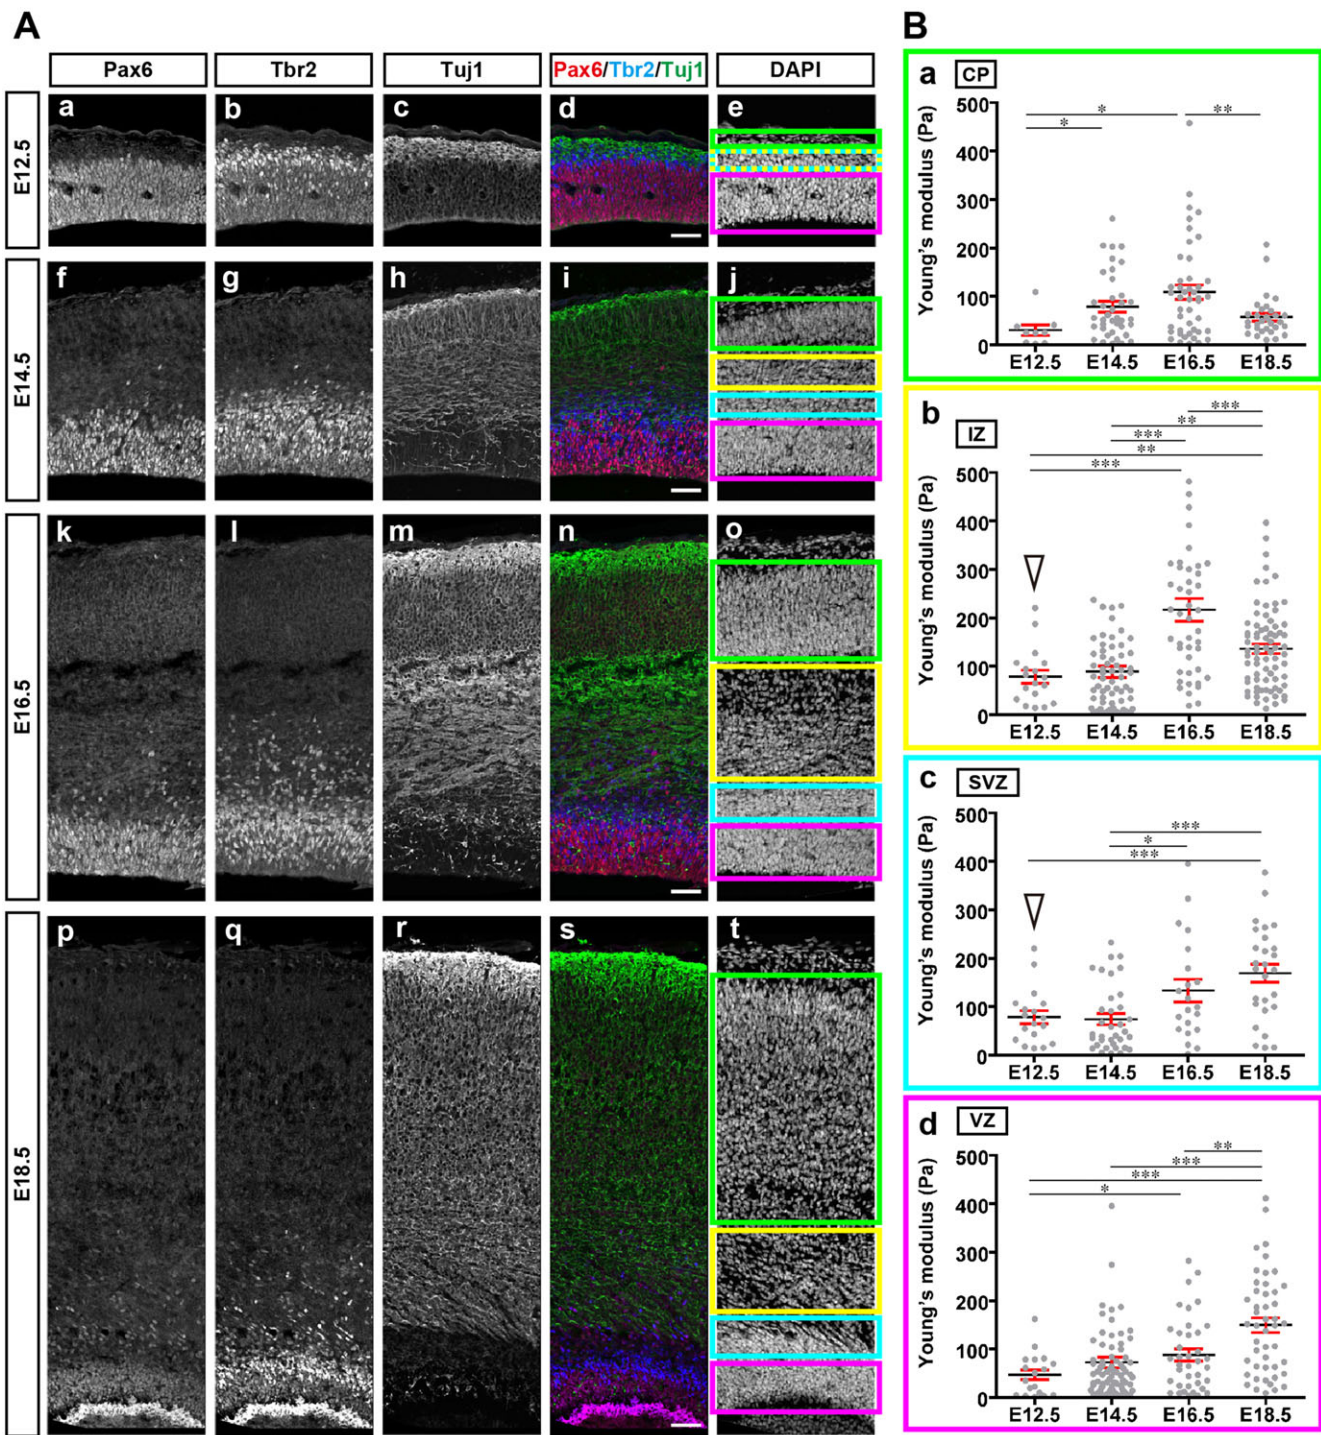 A
Pax6 Tbr2 Tuj1 Pax6/Tbr2/Tuj1 DAPI
E12.5
a b c d e
E14.5
f g h i j
E16.5
k l m n o
E18.5
p q r s t
B
a CP
* * **
Young's modulus (Pa)
500
400
300
200
100
0
E12.5 E14.5 E16.5 E18.5
b IZ
***
**
***
**
***
Young's modulus (Pa)
500
400
300
200
100
0
E12.5 E14.5 E16.5 E18.5
c SVZ
***
*
***
Young's modulus (Pa)
500
400
300
200
100
0
E12.5 E14.5 E16.5 E18.5
d VZ
**
***
***
*
Young's modulus (Pa)
500
400
300
200
100
0
E12.5 E14.5 E16.5 E18.5